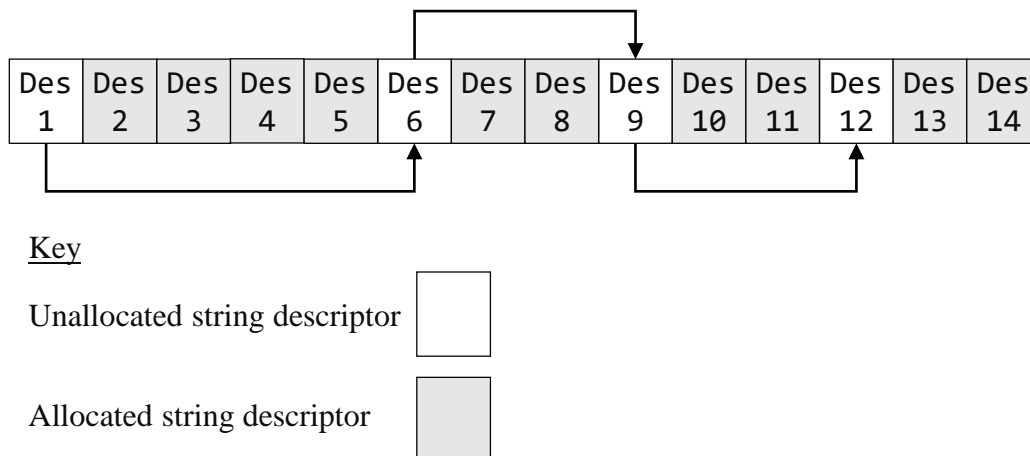 Des Des Des Des Des Des Des Des Des Des Des Des Des Des
1 2 3 4 5 6 7 8 9 10 11 12 13 14
Key
Unallocated string descriptor
Allocated string descriptor